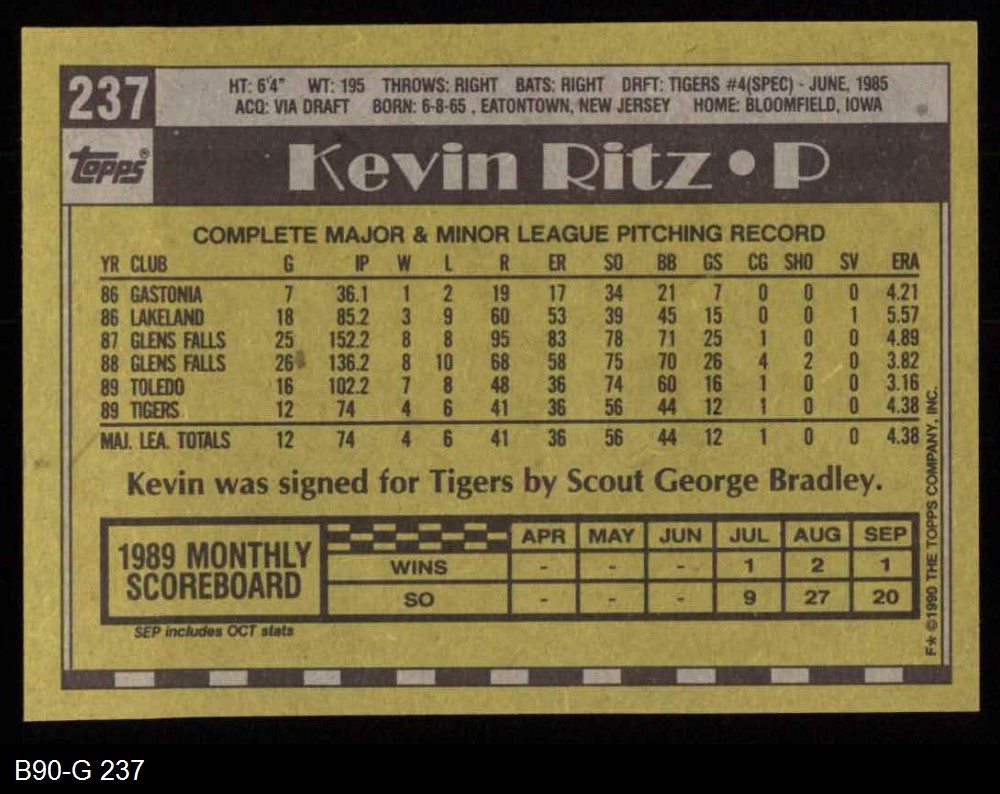 237
HT: 6'4" WT: 195 THROWS: RIGHT BATS: RIGHT DRFT: TIGERS #4(SPEC) - JUNE, 1985
ACQ: VIA DRAFT BORN: 6-8-65 , EATONTOWN, NEW JERSEY HOME: BLOOMFIELD, IOWA
topps®
Kevin Ritz • P
COMPLETE MAJOR & MINOR LEAGUE PITCHING RECORD
YR CLUB G IP W L R ER SO BB GS CG SHO SV ERA
86 GASTONIA 7 36.1 1 2 19 17 34 21 7 0 0 0 4.21
86 LAKELAND 18 85.2 3 9 60 53 39 45 15 0 0 1 5.57
87 GLENS FALLS 25 152.2 8 8 95 83 78 71 25 1 0 0 4.89
88 GLENS FALLS 26 136.2 8 10 68 58 75 70 26 4 2 0 3.82
89 TOLEDO 16 102.2 7 8 48 36 74 60 16 1 0 0 3.16
89 TIGERS 12 74 4 6 41 36 56 44 12 1 0 0 4.38
MAJ. LEA. TOTALS 12 74 4 6 41 36 56 44 12 1 0 0 4.38
Kevin was signed for Tigers by Scout George Bradley.
1989 MONTHLY
SCOREBOARD
APR MAY JUN JUL AUG SEP
WINS - - - 1 2 1
SO - - - 9 27 20
SEP includes OCT stats
F* ©1990 THE TOPPS COMPANY, INC.
B90-G 237